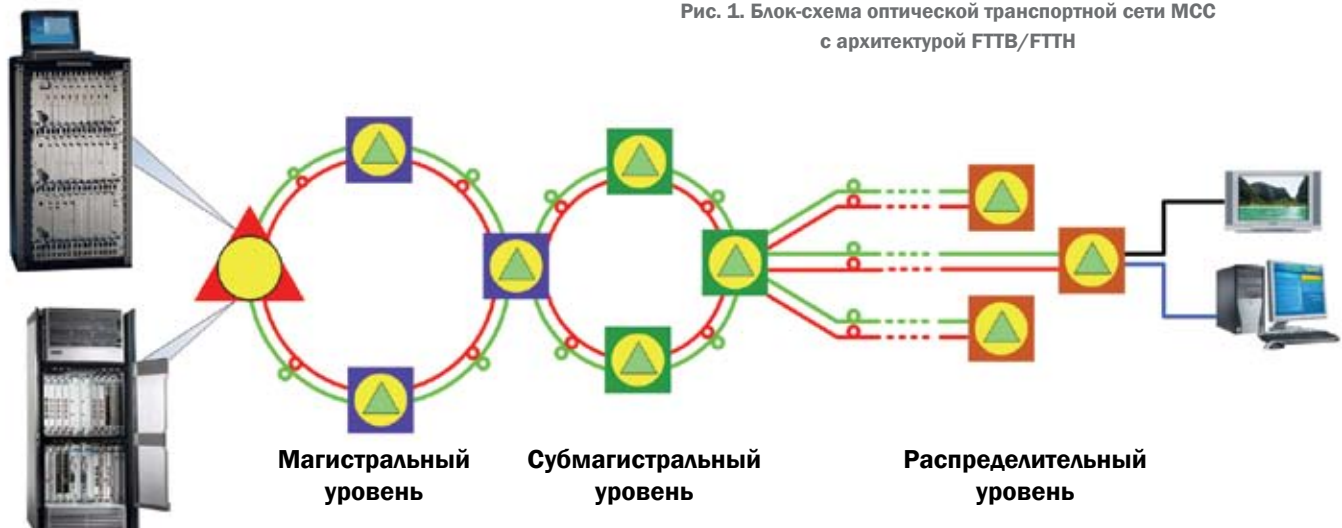 Рис. 1. Блок-схема оптической транспортной сети МСС
с архитектурой FTTB/FTTH
Магистральный
уровень
Субмагистральный
уровень
Распределительный
уровень